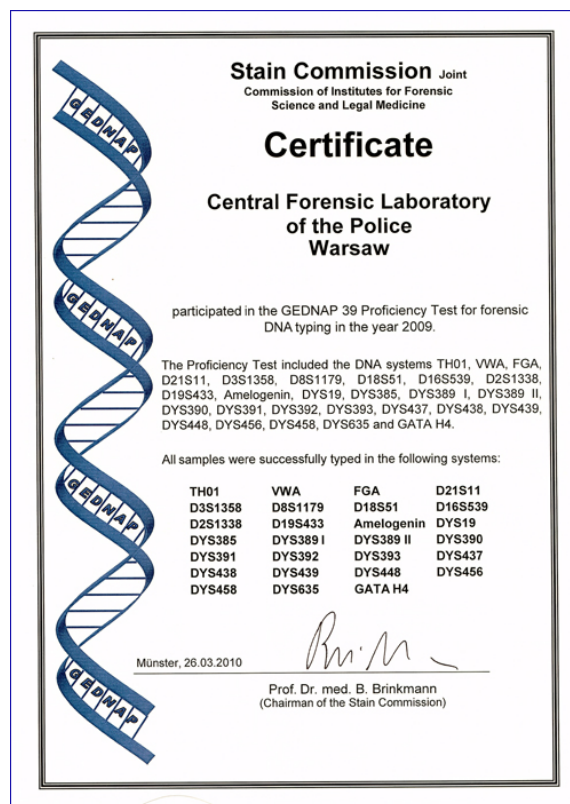 Stain Commission Joint
Commission of Institutes for Forensic
Science and Legal Medicine
Certificate
Central Forensic Laboratory
of the Police
Warsaw
participated in the GEDNAP 39 Proficiency Test for forensic
DNA typing in the year 2009.
The Proficiency Test included the DNA systems TH01, VWA, FGA,
D21S11, D3S1358, D8S1179, D18S51, D16S539, D2S1338,
D19S433, Amelogenin, DYS19, DYS385, DYS389 I, DYS389 II,
DYS390, DYS391, DYS392, DYS393, DYS437, DYS438, DYS439,
DYS448, DYS456, DYS458, DYS635 and GATA H4.
All samples were successfully typed in the following systems:
TH01 VWA FGA D21S11
D3S1358 D8S1179 D18S51 D16S539
D2S1338 D19S433 Amelogenin DYS19
DYS385 DYS389 I DYS389 II DYS390
DYS391 DYS392 DYS393 DYS437
DYS438 DYS439 DYS448 DYS456
DYS458 DYS635 GATA H4
Münster, 26.03.2010
Prof. Dr. med. B. Brinkmann
(Chairman of the Stain Commission)
GEDNAP
GEDNAP
GEDNAP
GEDNAP
GEDNAP